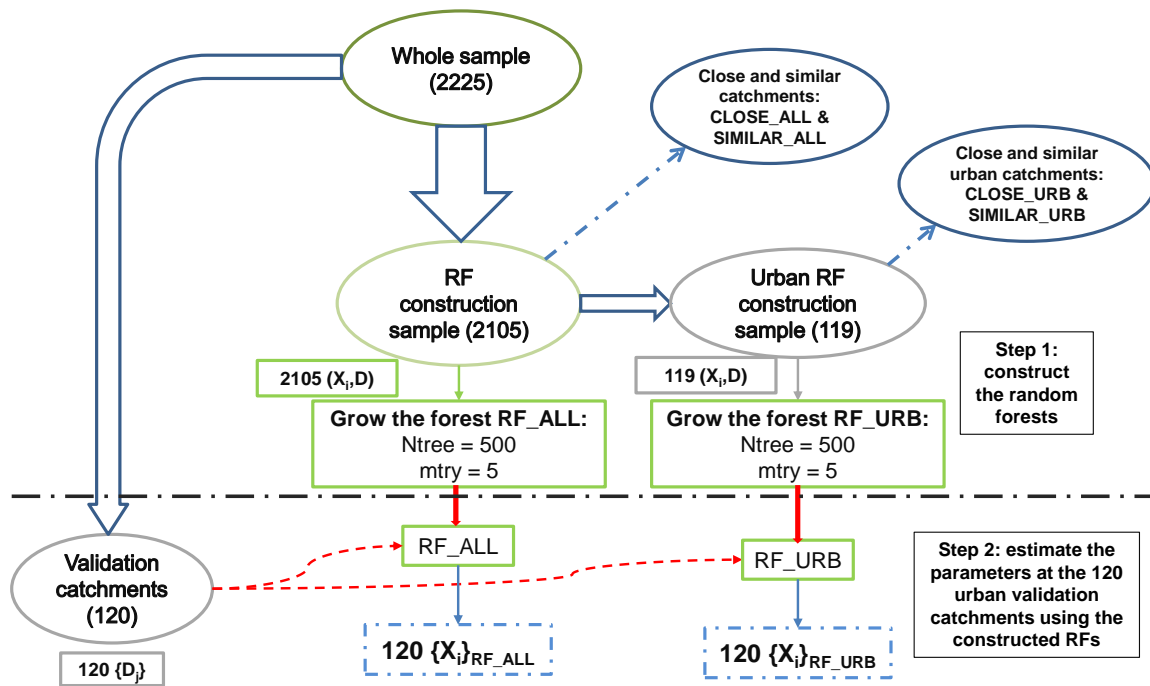 Whole sample
(2225)
Close and similar
catchments:
CLOSE_ALL &
SIMILAR_ALL
Close and similar
urban catchments:
CLOSE_URB &
SIMILAR_URB
RF
construction
sample (2105)
Urban RF
construction
sample (119)
Step 1:
construct
the random
forests
2105 (Xi,D)
119 (Xi,D)
Grow the forest RF_ALL:
Ntree = 500
mtry = 5
Grow the forest RF_URB:
Ntree = 500
mtry = 5
Validation
catchments
(120)
RF_ALL
RF_URB
Step 2: estimate the
parameters at the 120
urban validation
catchments using the
constructed RFs
120 {Dj}
120 {Xi}RF_ALL
120 {Xi}RF_URB